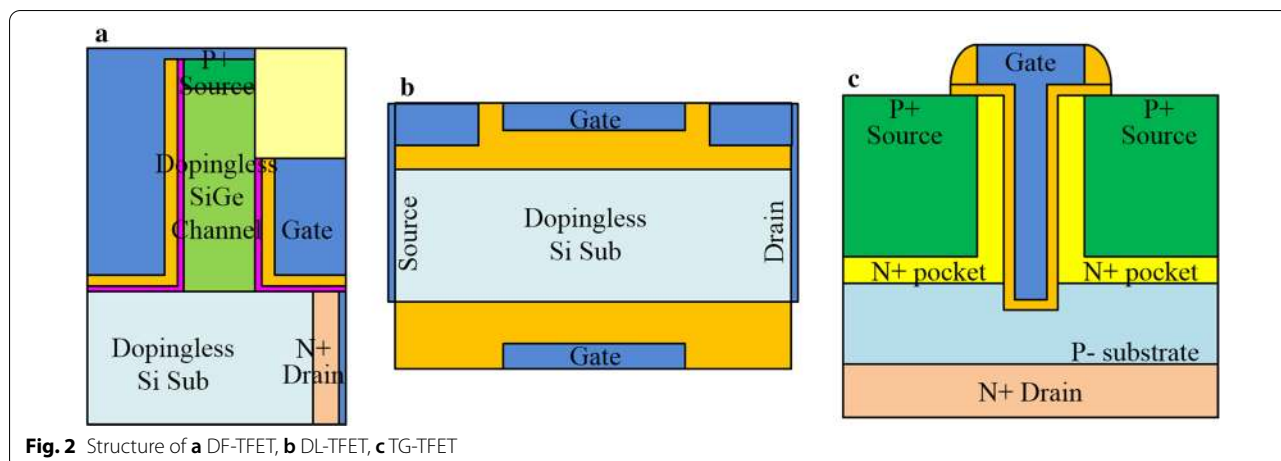 a
P+
Source
Dopingless
SiGe
Channel
Gate
Dopingless
Si Sub
N+
Drain
b
Gate
Source
Dopingless
Si Sub
Drain
Gate
c
Gate
P+
Source
P+
Source
N+ pocket
N+ pocket
P- substrate
N+ Drain
Fig. 2 Structure of a DF-TFET, b DL-TFET, c TG-TFET